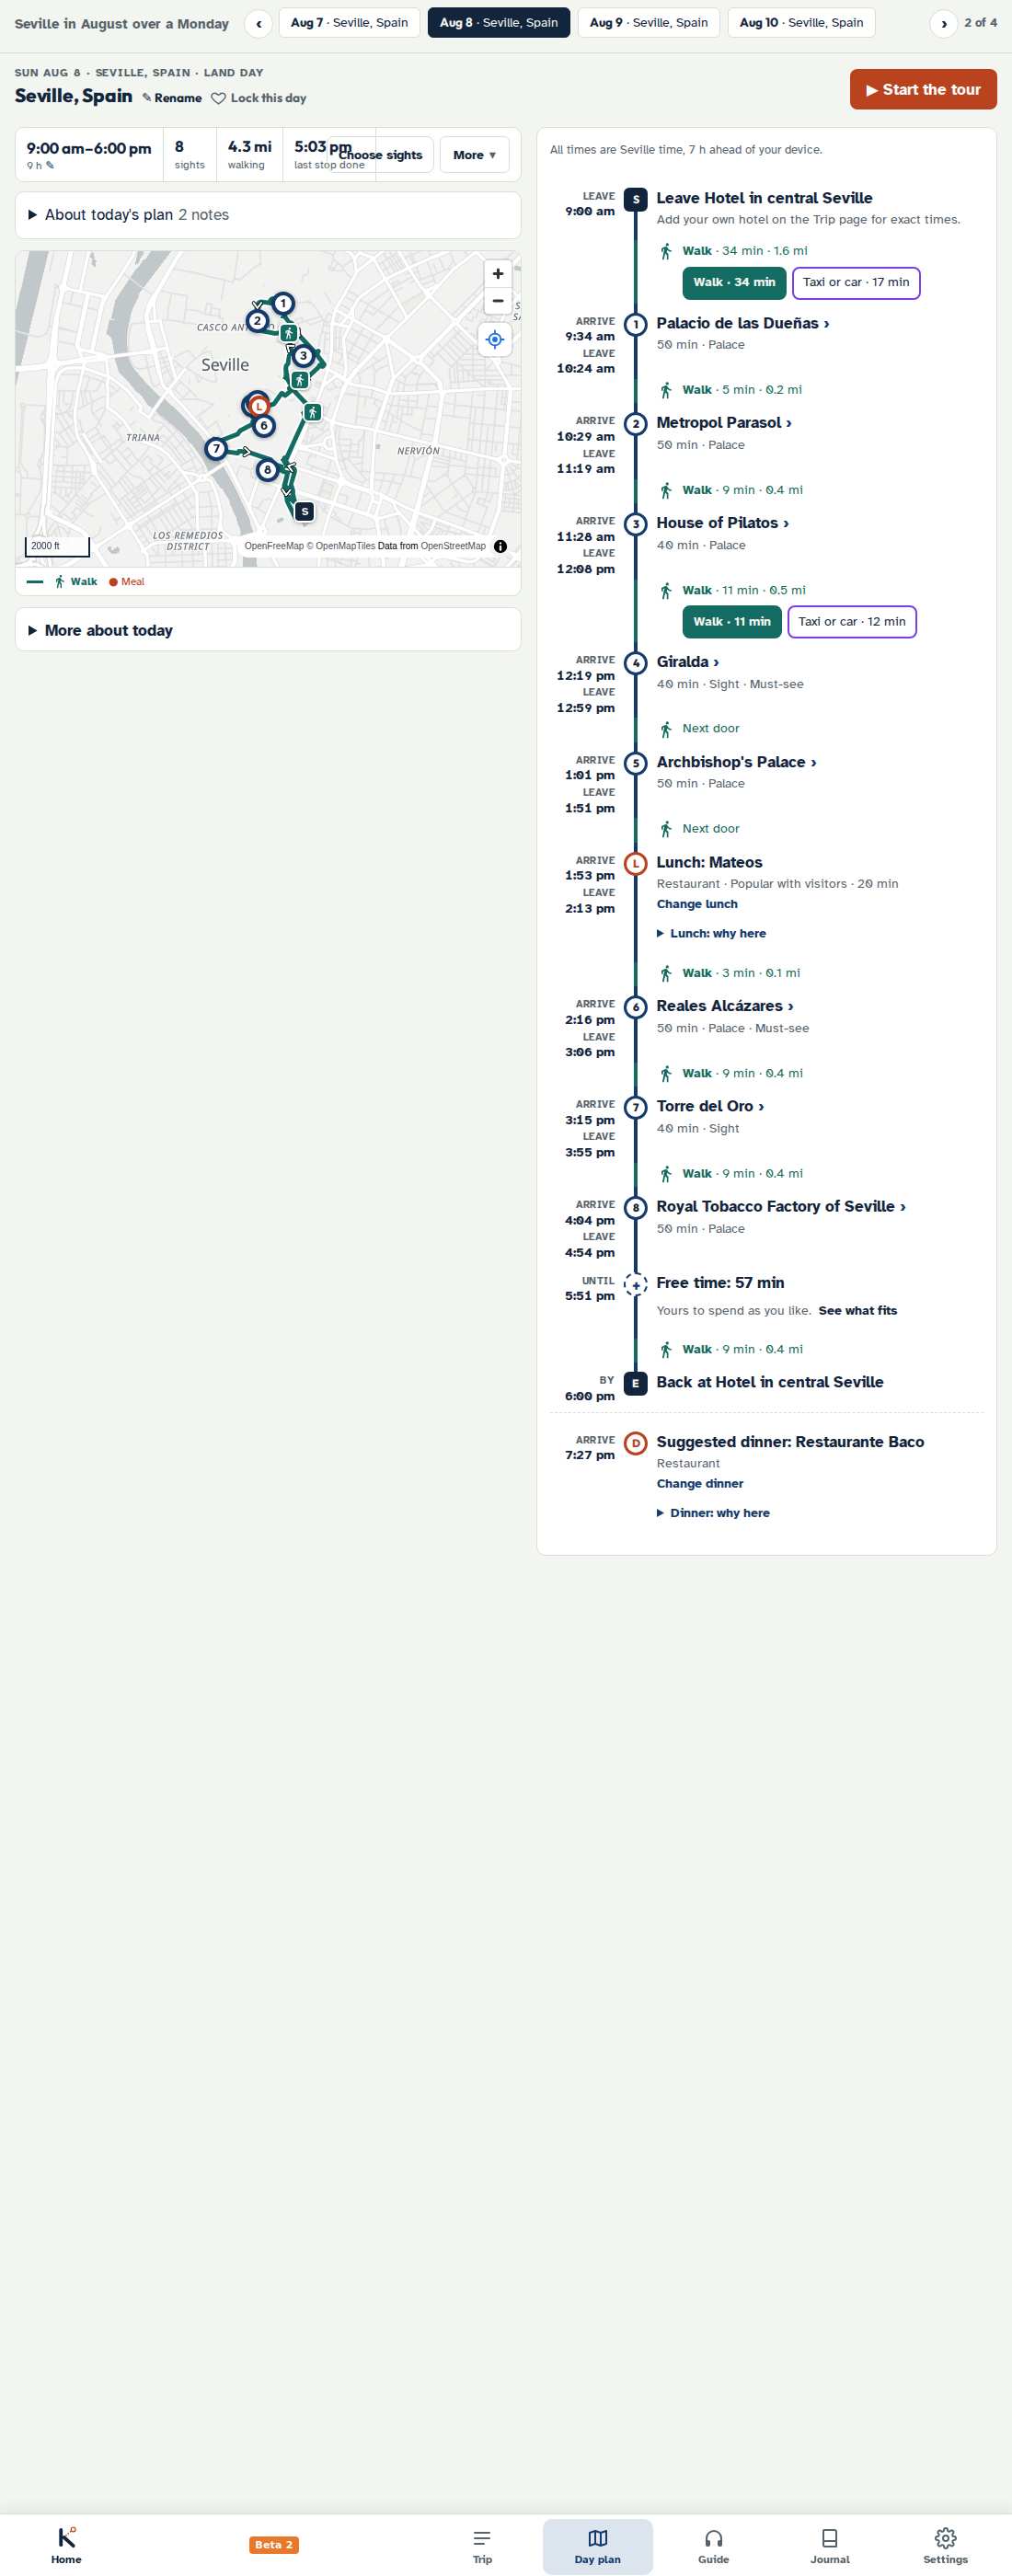 Seville in August over a Monday
‹
Aug 7 · Seville, Spain
Aug 8 · Seville, Spain
Aug 9 · Seville, Spain
Aug 10 · Seville, Spain
›
2 of 4
SUN AUG 8 · SEVILLE, SPAIN · LAND DAY
Seville, Spain ✎ Rename Lock this day
▶ Start the tour
9:00 am–6:00 pm
9 h ✎
8
sights
4.3 mi
walking
5:03 pm
last stop done
Choose sights
More ▾
▶ About today's plan 2 notes
CASCO
Seville
TRIANA
NERVIÓN
LOS REMEDIOS
DISTRICT
1
2
3
L
6
7
8
S
+
−
2000 ft
OpenFreeMap © OpenMapTiles Data from OpenStreetMap
Walk
Meal
▶ More about today
All times are Seville time, 7 h ahead of your device.
LEAVE
9:00 am
S
Leave Hotel in central Seville
Add your own hotel on the Trip page for exact times.
Walk · 34 min · 1.6 mi
Walk · 34 min
Taxi or car · 17 min
ARRIVE
9:34 am
LEAVE
10:24 am
1
Palacio de las Dueñas ›
50 min · Palace
Walk · 5 min · 0.2 mi
ARRIVE
10:29 am
LEAVE
11:19 am
2
Metropol Parasol ›
50 min · Palace
Walk · 9 min · 0.4 mi
ARRIVE
11:28 am
LEAVE
12:08 pm
3
House of Pilatos ›
40 min · Palace
Walk · 11 min · 0.5 mi
Walk · 11 min
Taxi or car · 12 min
ARRIVE
12:19 pm
LEAVE
12:59 pm
4
Giralda ›
40 min · Sight · Must-see
Next door
ARRIVE
1:01 pm
LEAVE
1:51 pm
5
Archbishop's Palace ›
50 min · Palace
Next door
ARRIVE
1:53 pm
LEAVE
2:13 pm
L
Lunch: Mateos
Restaurant · Popular with visitors · 20 min
Change lunch
▶ Lunch: why here
Walk · 3 min · 0.1 mi
ARRIVE
2:16 pm
LEAVE
3:06 pm
6
Reales Alcázares ›
50 min · Palace · Must-see
Walk · 9 min · 0.4 mi
ARRIVE
3:15 pm
LEAVE
3:55 pm
7
Torre del Oro ›
40 min · Sight
Walk · 9 min · 0.4 mi
ARRIVE
4:04 pm
LEAVE
4:54 pm
8
Royal Tobacco Factory of Seville ›
50 min · Palace
UNTIL
5:51 pm
+
Free time: 57 min
Yours to spend as you like. See what fits
Walk · 9 min · 0.4 mi
BY
6:00 pm
E
Back at Hotel in central Seville
ARRIVE
7:27 pm
D
Suggested dinner: Restaurante Baco
Restaurant
Change dinner
▶ Dinner: why here
Home
Beta 2
Trip
Day plan
Guide
Journal
Settings